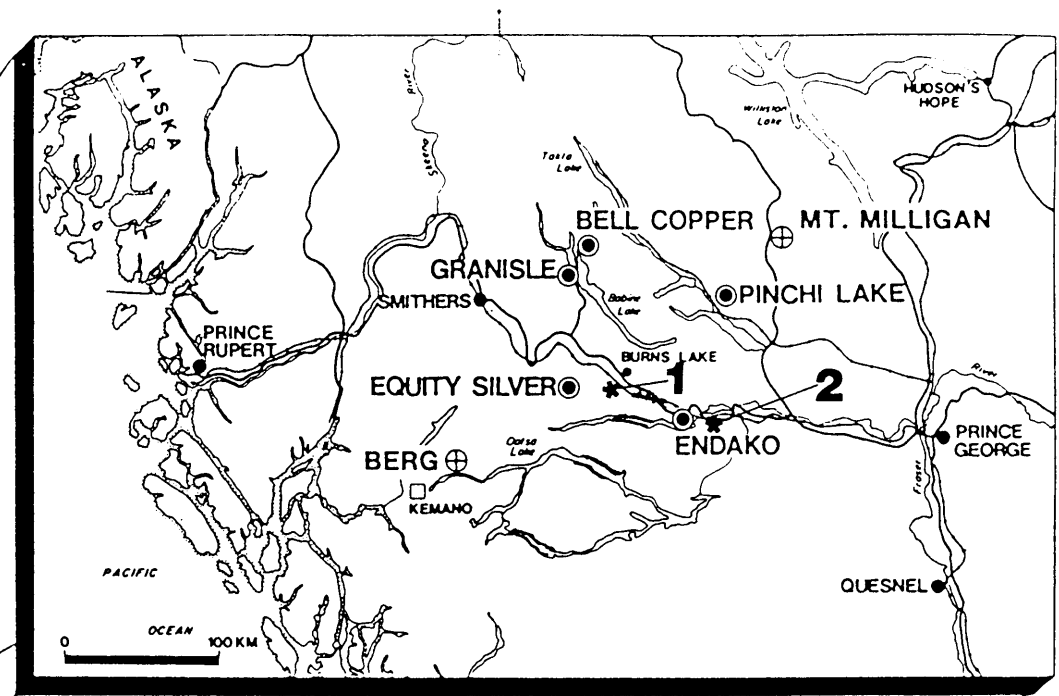 ALASKA
River
Skeena
HUDSON'S
HOPE
Williston
Lake
Takla
Lake
BELL COPPER
MT. MILLIGAN
GRANISLE
SMITHERS
Babine
Lake
PINCHI LAKE
PRINCE
RUPERT
BURNS LAKE
1
EQUITY SILVER
2
River
ENDAKO
PRINCE
GEORGE
BERG
Ootsa
Lake
KEMANO
Fraser
PACIFIC
OCEAN
QUESNEL
0 100 KM